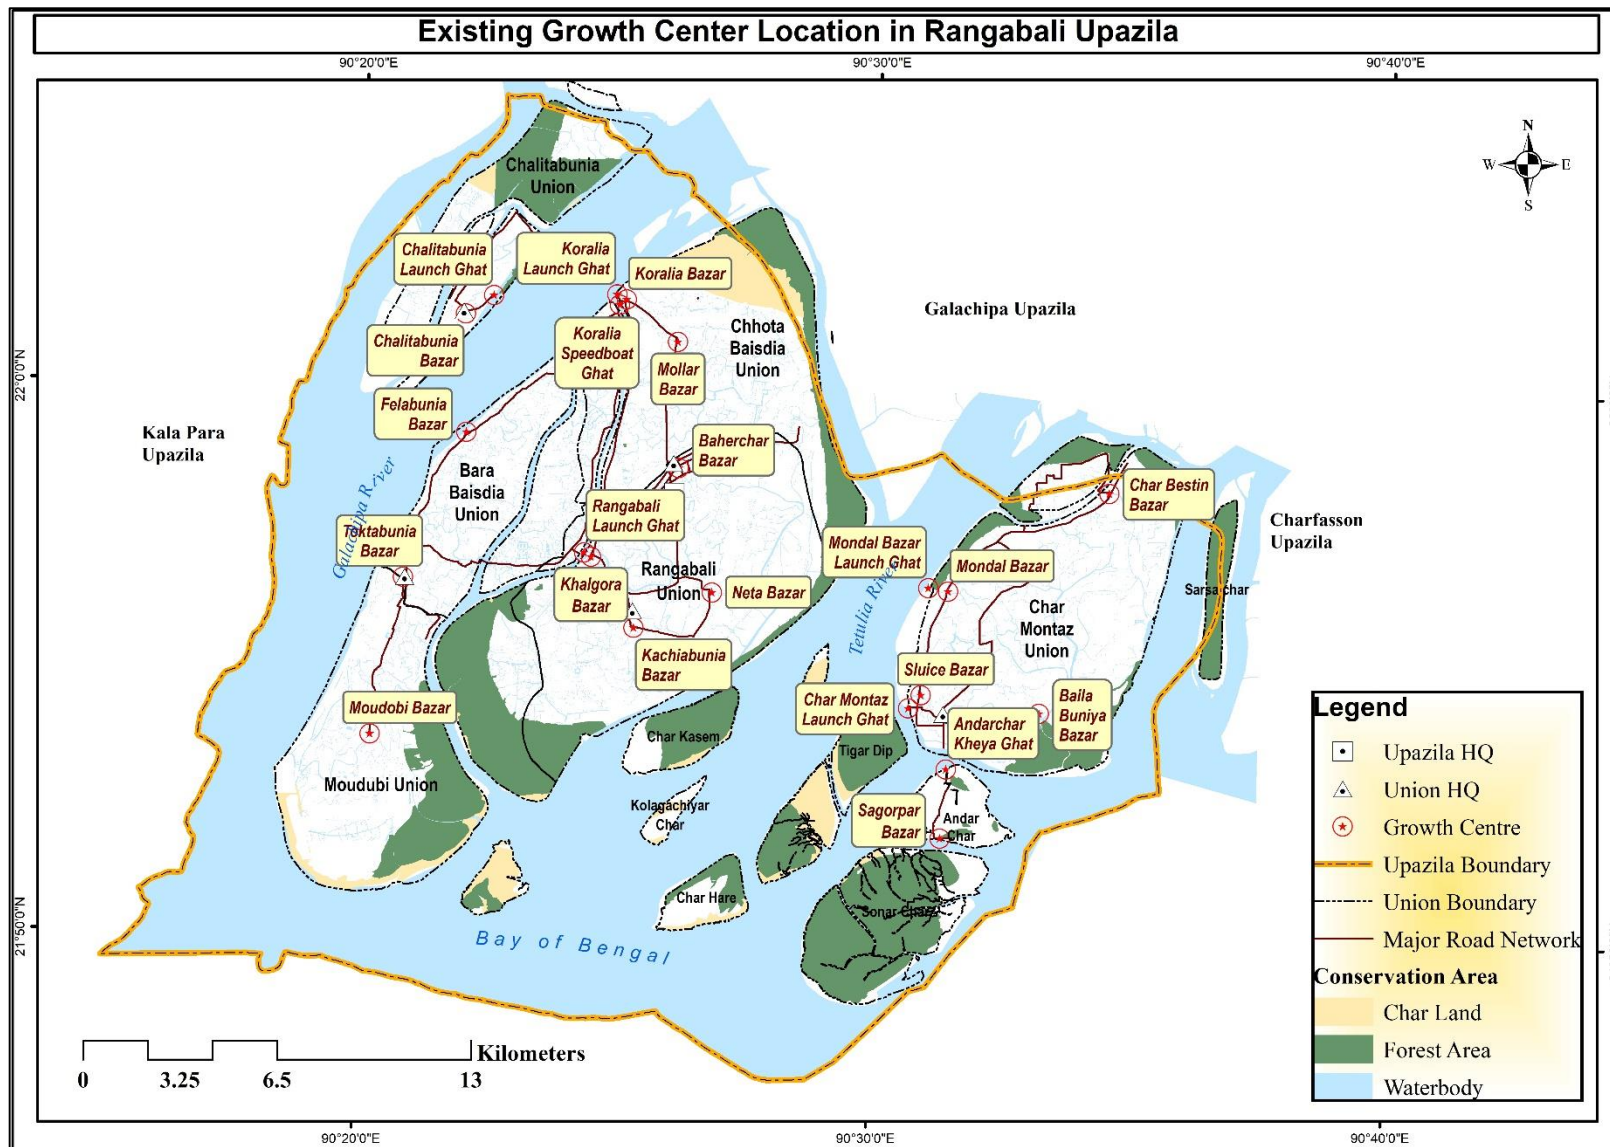 Existing Growth Center Location in Rangabali Upazila
90°20'0"E
90°30'0"E
90°40'0"E
N
W
E
S
Chalitabunia
Union
Chalitabunia
Launch Ghat
Koralia
Launch Ghat
Koralia Bazar
Galachipa Upazila
Chalitabunia
Bazar
Koralia
Speedboat
Ghat
Chhota
Baisdia
Union
Mollar
Bazar
22°0'0"N
Felabunia
Bazar
Kala Para
Upazila
Baherchar
Bazar
Bara
Baisdia
Union
Char Bestin
Bazar
Rangabali
Launch Ghat
Galachipa River
Toktabunia
Bazar
Charfasson
Upazila
Mondal Bazar
Launch Ghat
Mondal Bazar
Khalgora
Bazar
Rangabali
Union
Neta Bazar
Tetulia River
Sarsa char
Char
Montaz
Union
Kachiabunia
Bazar
Sluice Bazar
Moudobi Bazar
Char Montaz
Launch Ghat
Andarchar
Kheya Ghat
Baila
Buniya
Bazar
Char Kasem
Tigar Dip
Moudubi Union
Kolagachiyar
Char
Sagorpar
Bazar
Andar
Char
Char Hare
Sonar Char
Bay of Bengal
21°50'0"N
Legend
Upazila HQ
Union HQ
Growth Centre
Upazila Boundary
Union Boundary
Major Road Network
Conservation Area
Char Land
Forest Area
Waterbody
Kilometers
0 3.25 6.5 13
90°20'0"E
90°30'0"E
90°40'0"E